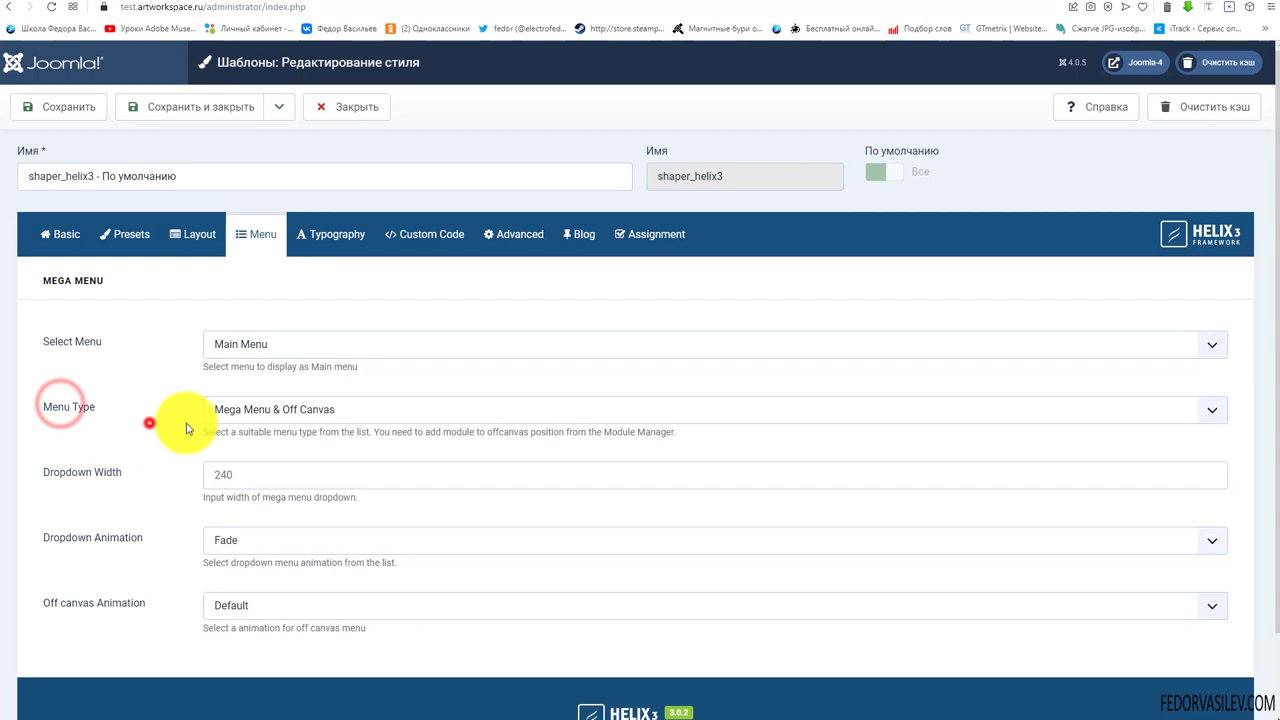 test.artworkspace.ru/administrator/index.php
Школа Федора Вас... Уроки Adobe Muse... Личный кабинет -... Федор Васильев (2) Одноклассники fedor (@electrofed... http://store.steamp... Магнитные бури о... Бесплатный онлай... Подбор слов GTmetrix | Website... Сжатие JPG-изобр... iTrack - Сервис оп...
Joomla!® Шаблоны: Редактирование стиля 4.0.5 Joomla-4 Очистить кэш
Сохранить Сохранить и закрыть Закрыть Справка Очистить кэш
Имя * Имя По умолчанию
shaper_helix3 - По умолчанию shaper_helix3 Все
Basic Presets Layout Menu Typography Custom Code Advanced Blog Assignment HELIX3
FRAMEWORK
MEGA MENU
Select Menu Main Menu
Select menu to display as Main menu
Menu Type Mega Menu & Off Canvas
Select a suitable menu type from the list. You need to add module to offcanvas position from the Module Manager.
Dropdown Width 240
Input width of mega menu dropdown.
Dropdown Animation Fade
Select dropdown menu animation from the list.
Off canvas Animation Default
Select a animation for off canvas menu
HELIX3 3.0.2
FEDORVASILEV.COM